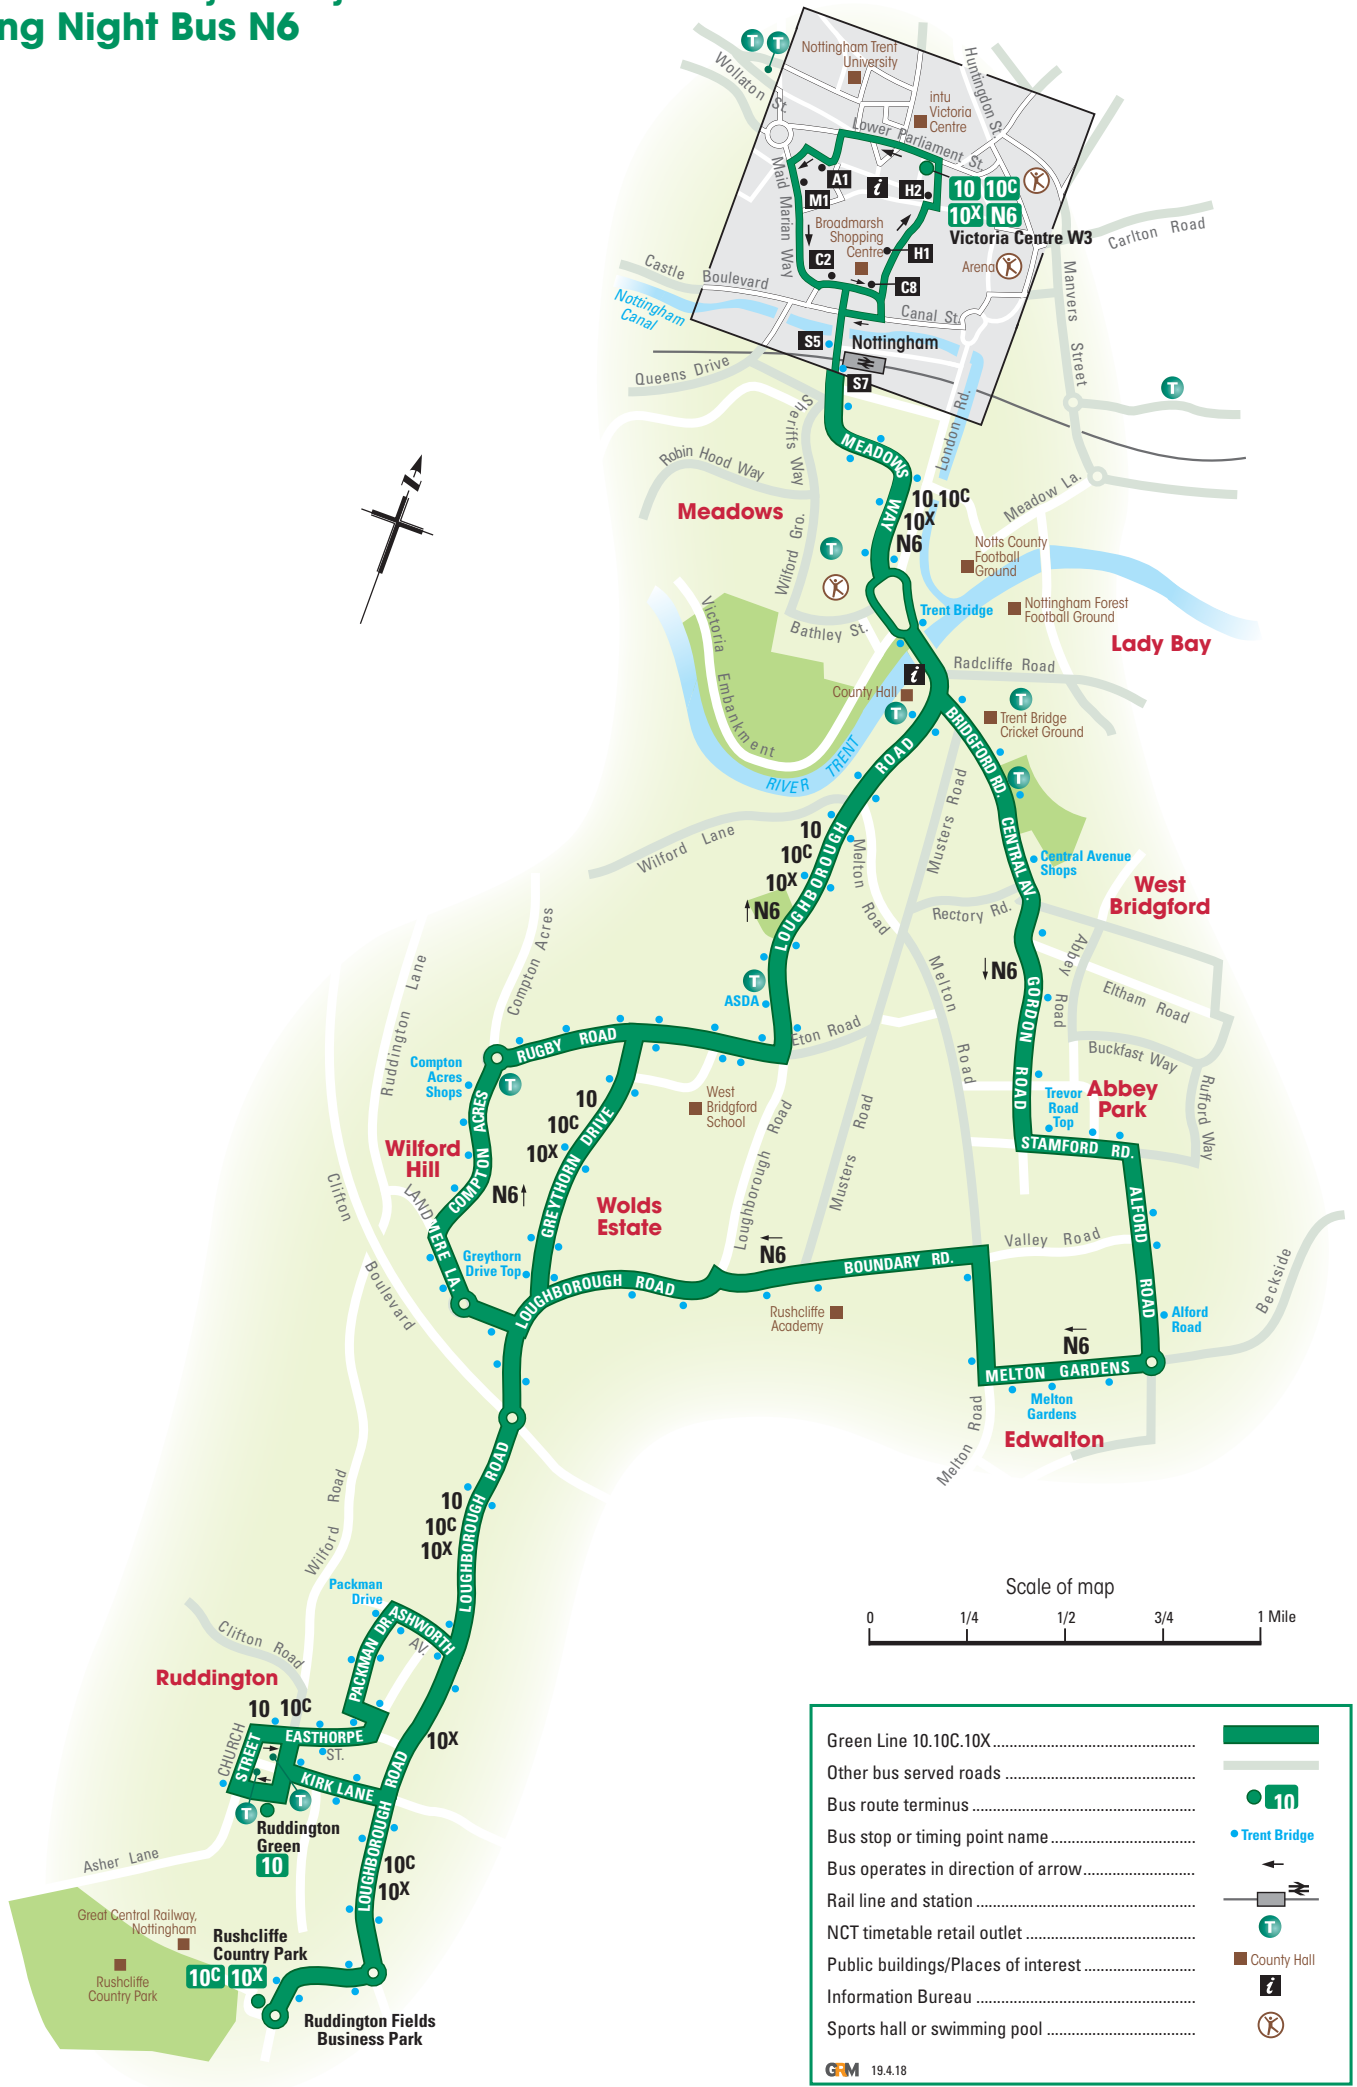 ng Night Bus N6
T T
Nottingham Trent
University
Wollaton St.
Huntingdon St.
intu
Victoria
Centre
Lower Parliament St.
A1
M1
i
H2
10 10C
10X N6
Victoria Centre W3
Maid Marian Way
Broadmarsh
Shopping
Centre
H1
C2
C8
Arena
Carlton Road
Manvers Street
Castle Boulevard
Nottingham
Canal
Canal St.
S5
Nottingham
S7
Queens Drive
T
London Rd.
Sheriffs Way
MEADOWS WAY
Robin Hood Way
Meadows
10.10C
10X
N6
Meadow La.
Wilford Gro.
T
Notts County
Football
Ground
Victoria Embankment
Bathley St.
Trent Bridge
Nottingham Forest
Football Ground
Lady Bay
Radcliffe Road
i
County Hall
T
T
Trent Bridge
Cricket Ground
BRIDGFORD RD.
RIVER TRENT
LOUGHBOROUGH ROAD
T
Musters Road
CENTRAL AV.
Wilford Lane
10
10C
10X
N6
Melton Road
Central Avenue
Shops
West
Bridgford
Rectory Rd.
Abbey Road
N6
GORDON ROAD
Eltham Road
Melton Road
Compton Acres
Ruddington Lane
T
ASDA
Eton Road
Buckfast Way
Rufford Way
RUGBY ROAD
Compton
Acres
Shops
T
COMPTON ACRES
10
10C
10X
N6
GREYTHORN DRIVE
West
Bridgford
School
Loughborough Road
Musters Road
Trevor
Road
Top
Abbey
Park
STAMFORD RD.
Wilford
Hill
Clifton Boulevard
LANDMERE LA.
Wolds
Estate
ALFORD ROAD
Greythorn
Drive Top
N6
LOUGHBOROUGH ROAD
BOUNDARY RD.
Valley Road
Beckside
Rushcliffe
Academy
Alford
Road
N6
MELTON GARDENS
Melton
Gardens
Melton Road
Edwalton
LOUGHBOROUGH ROAD
10
10C
10X
Wilford Road
Packman
Drive
ASHWORTH
AV.
PACKMAN DR.
Clifton Road
Ruddington
10 10C
CHURCH
STREET
EASTHORPE
ST.
10X
KIRK LANE
T
T
Ruddington
Green
10
LOUGHBOROUGH ROAD
10C
10X
Asher Lane
Great Central Railway,
Nottingham
Rushcliffe
Country Park
10C 10X
Rushcliffe
Country Park
Ruddington Fields
Business Park
Scale of map
0 1/4 1/2 3/4 1 Mile
Green Line 10.10C.10X
Other bus served roads
Bus route terminus 10
Bus stop or timing point name Trent Bridge
Bus operates in direction of arrow
Rail line and station
NCT timetable retail outlet T
Public buildings/Places of interest County Hall
Information Bureau i
Sports hall or swimming pool
GRM 19.4.18